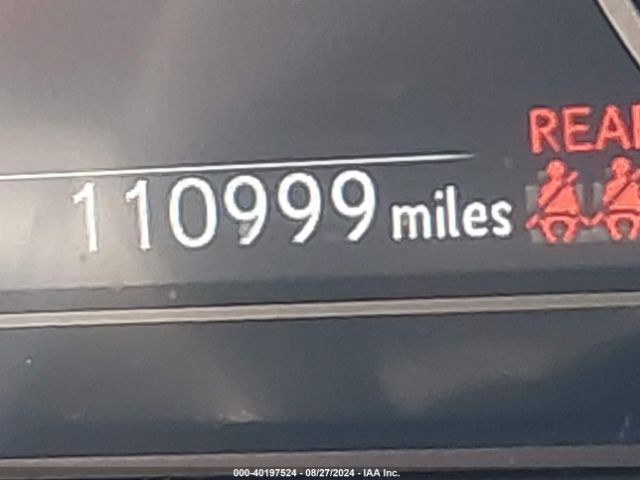 REAR
110999 miles
000-40197524 - 08/27/2024 - IAA Inc.